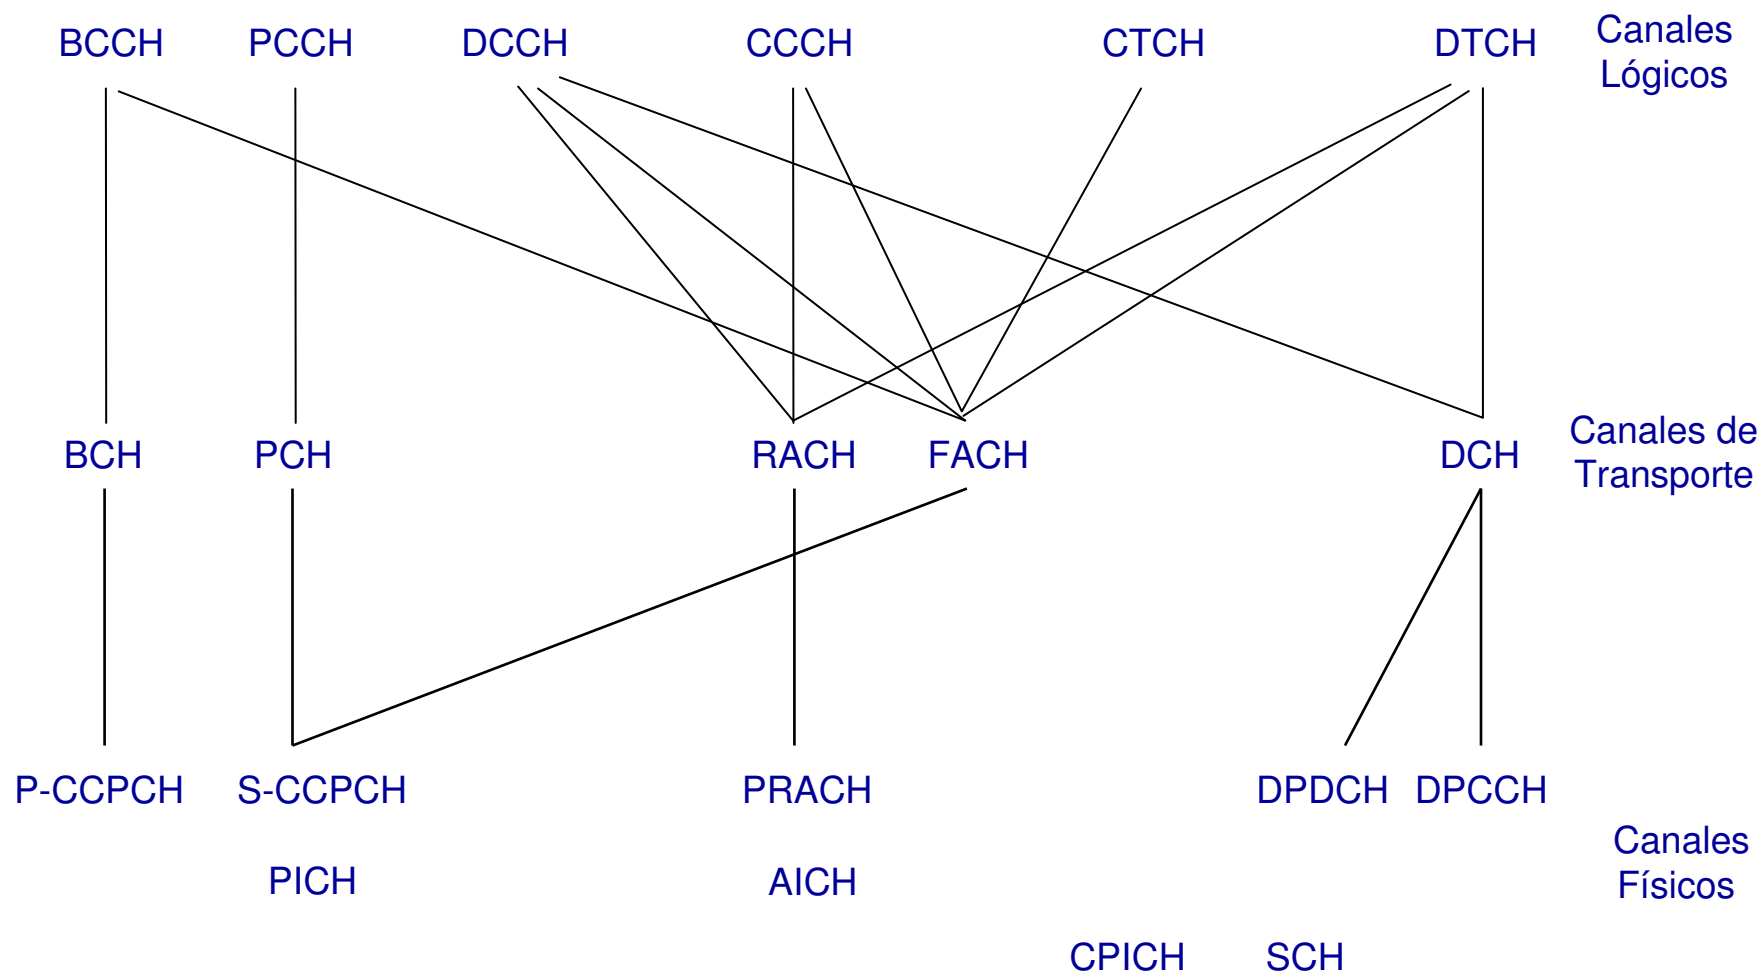 BCCH PCCH DCCH CCCH CTCH DTCH Canales
Lógicos
BCH PCH RACH FACH DCH Canales de
Transporte
P-CCPCH S-CCPCH PRACH DPDCH DPCCH
Canales
Físicos
PICH AICH
CPICH SCH